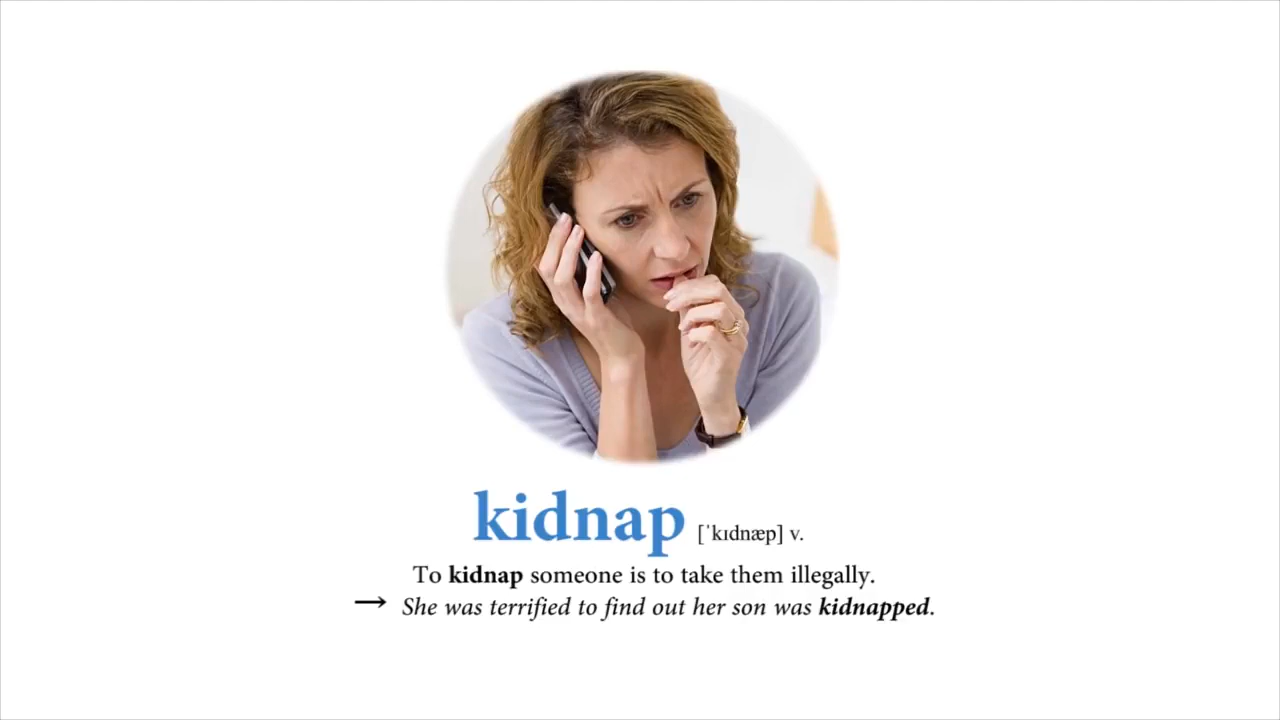 kidnap [ˈkɪdnæp] v.
To kidnap someone is to take them illegally.
→ She was terrified to find out her son was kidnapped.